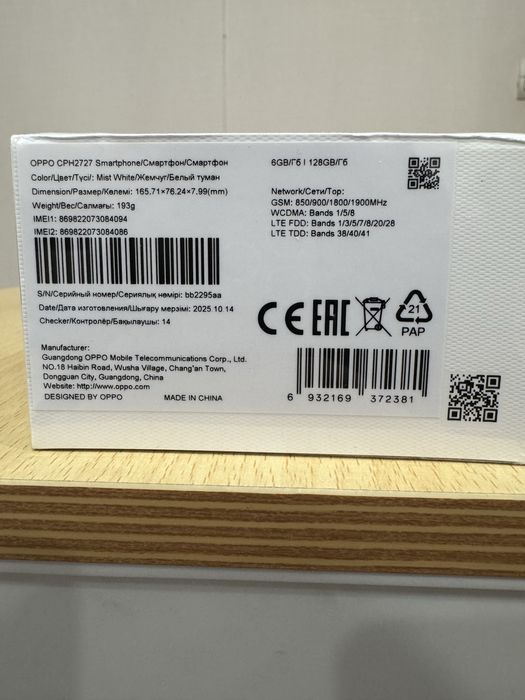 OPPO CPH2727 Smartphone/Смартфон/Смартфон
Color/Цвет/Түсі/: Mist White/Жемчуг/Белый туман
Dimension/Размер/Көлемі: 165.71×76.24×7.99(mm)
Weight/Вес/Салмағы: 193g
IMEI1: 869822073084094
IMEI2: 869822073084086
S/N/Серийный номер/Сериялық нөмірі: bb2295aa
Date/Дата изготовления/Шығару мерзімі: 2025 10 14
Checker/Контролёр/Бақылаушы: 14
6GB/Гб | 128GB/Гб
Network/Сети/Тор:
GSM: 850/900/1800/1900MHz
WCDMA: Bands 1/5/8
LTE FDD: Bands 1/3/5/7/8/20/28
LTE TDD: Bands 38/40/41
CE EAC 21
PAP
Manufacturer:
Guangdong OPPO Mobile Telecommunications Corp., Ltd.
NO.18 Haibin Road, Wusha Village, Chang'an Town,
Dongguan City, Guangdong, China
Website: http://www.oppo.com
DESIGNED BY OPPO MADE IN CHINA
6 932169 372381